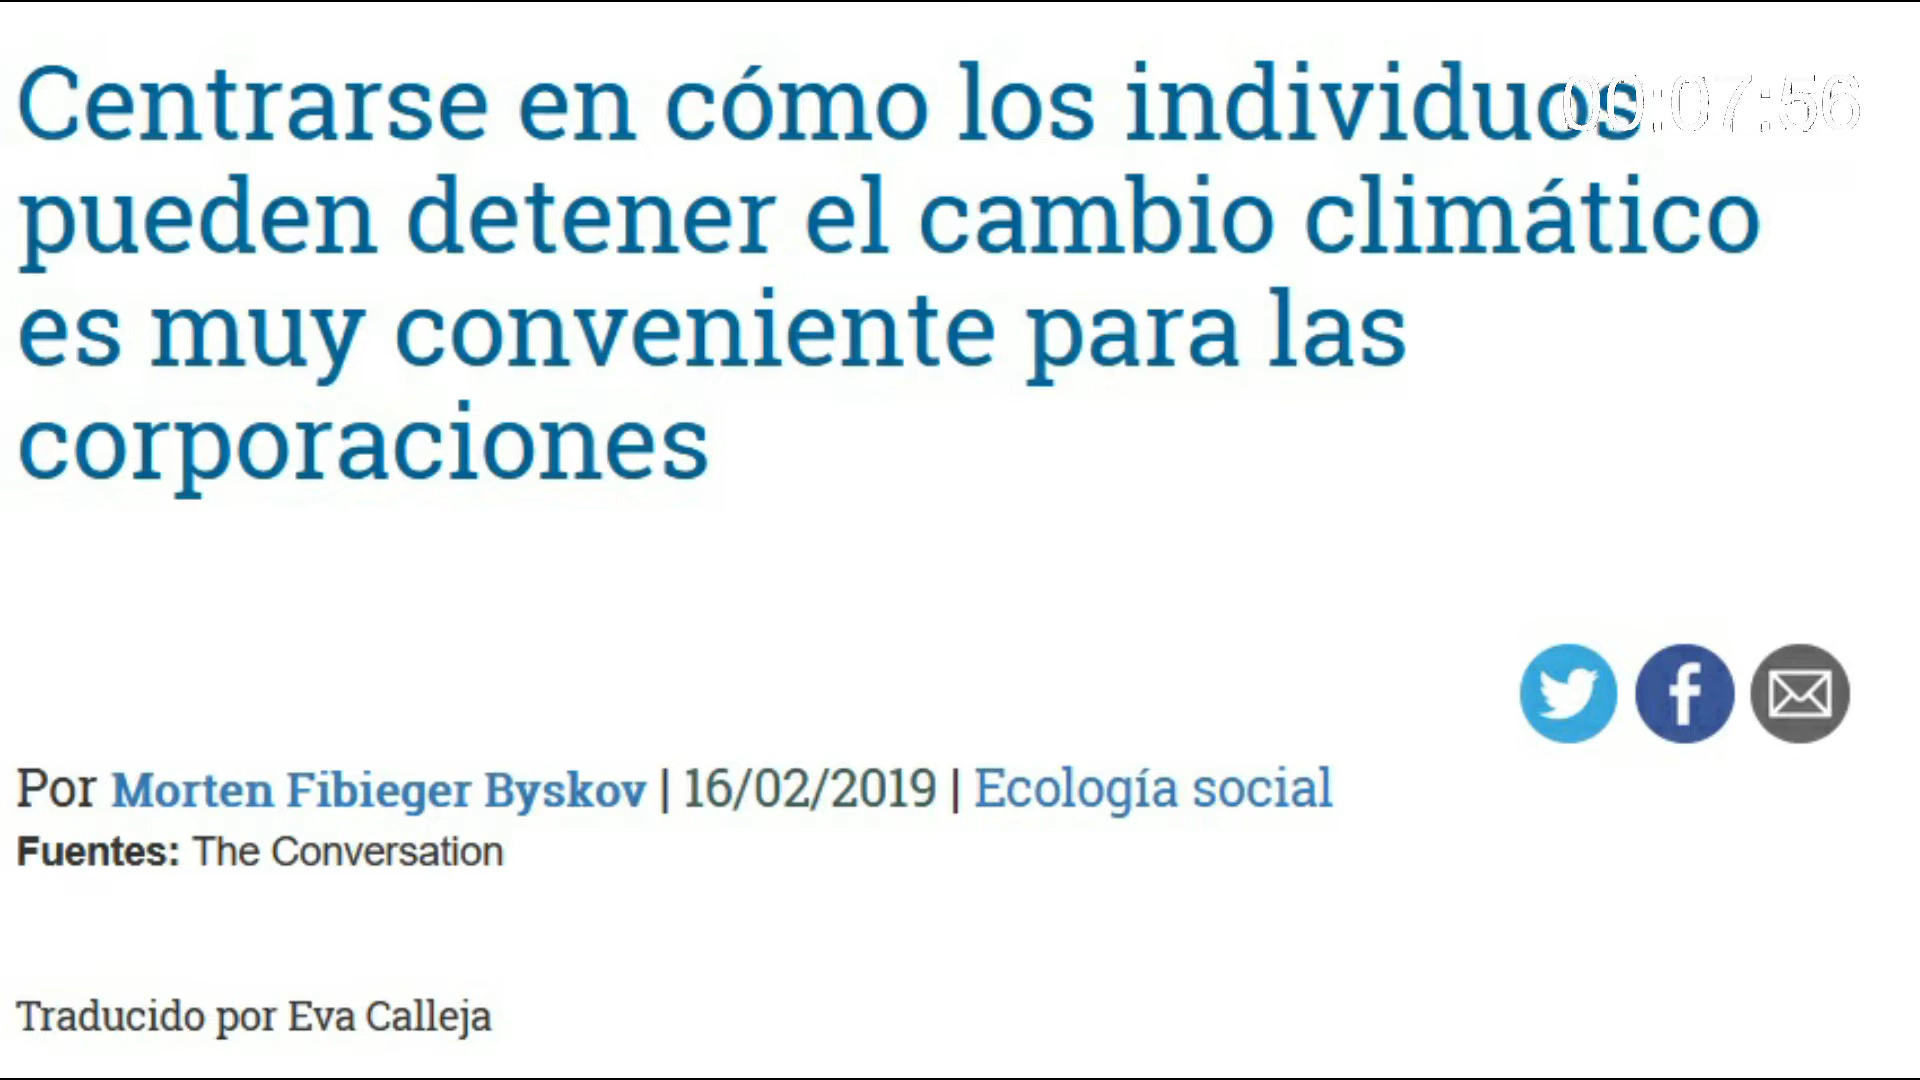 Centrarse en cómo los individuos
00:07:56
pueden detener el cambio climático
es muy conveniente para las
corporaciones
Por Morten Fibieger Byskov | 16/02/2019 | Ecología social
Fuentes: The Conversation
Traducido por Eva Calleja